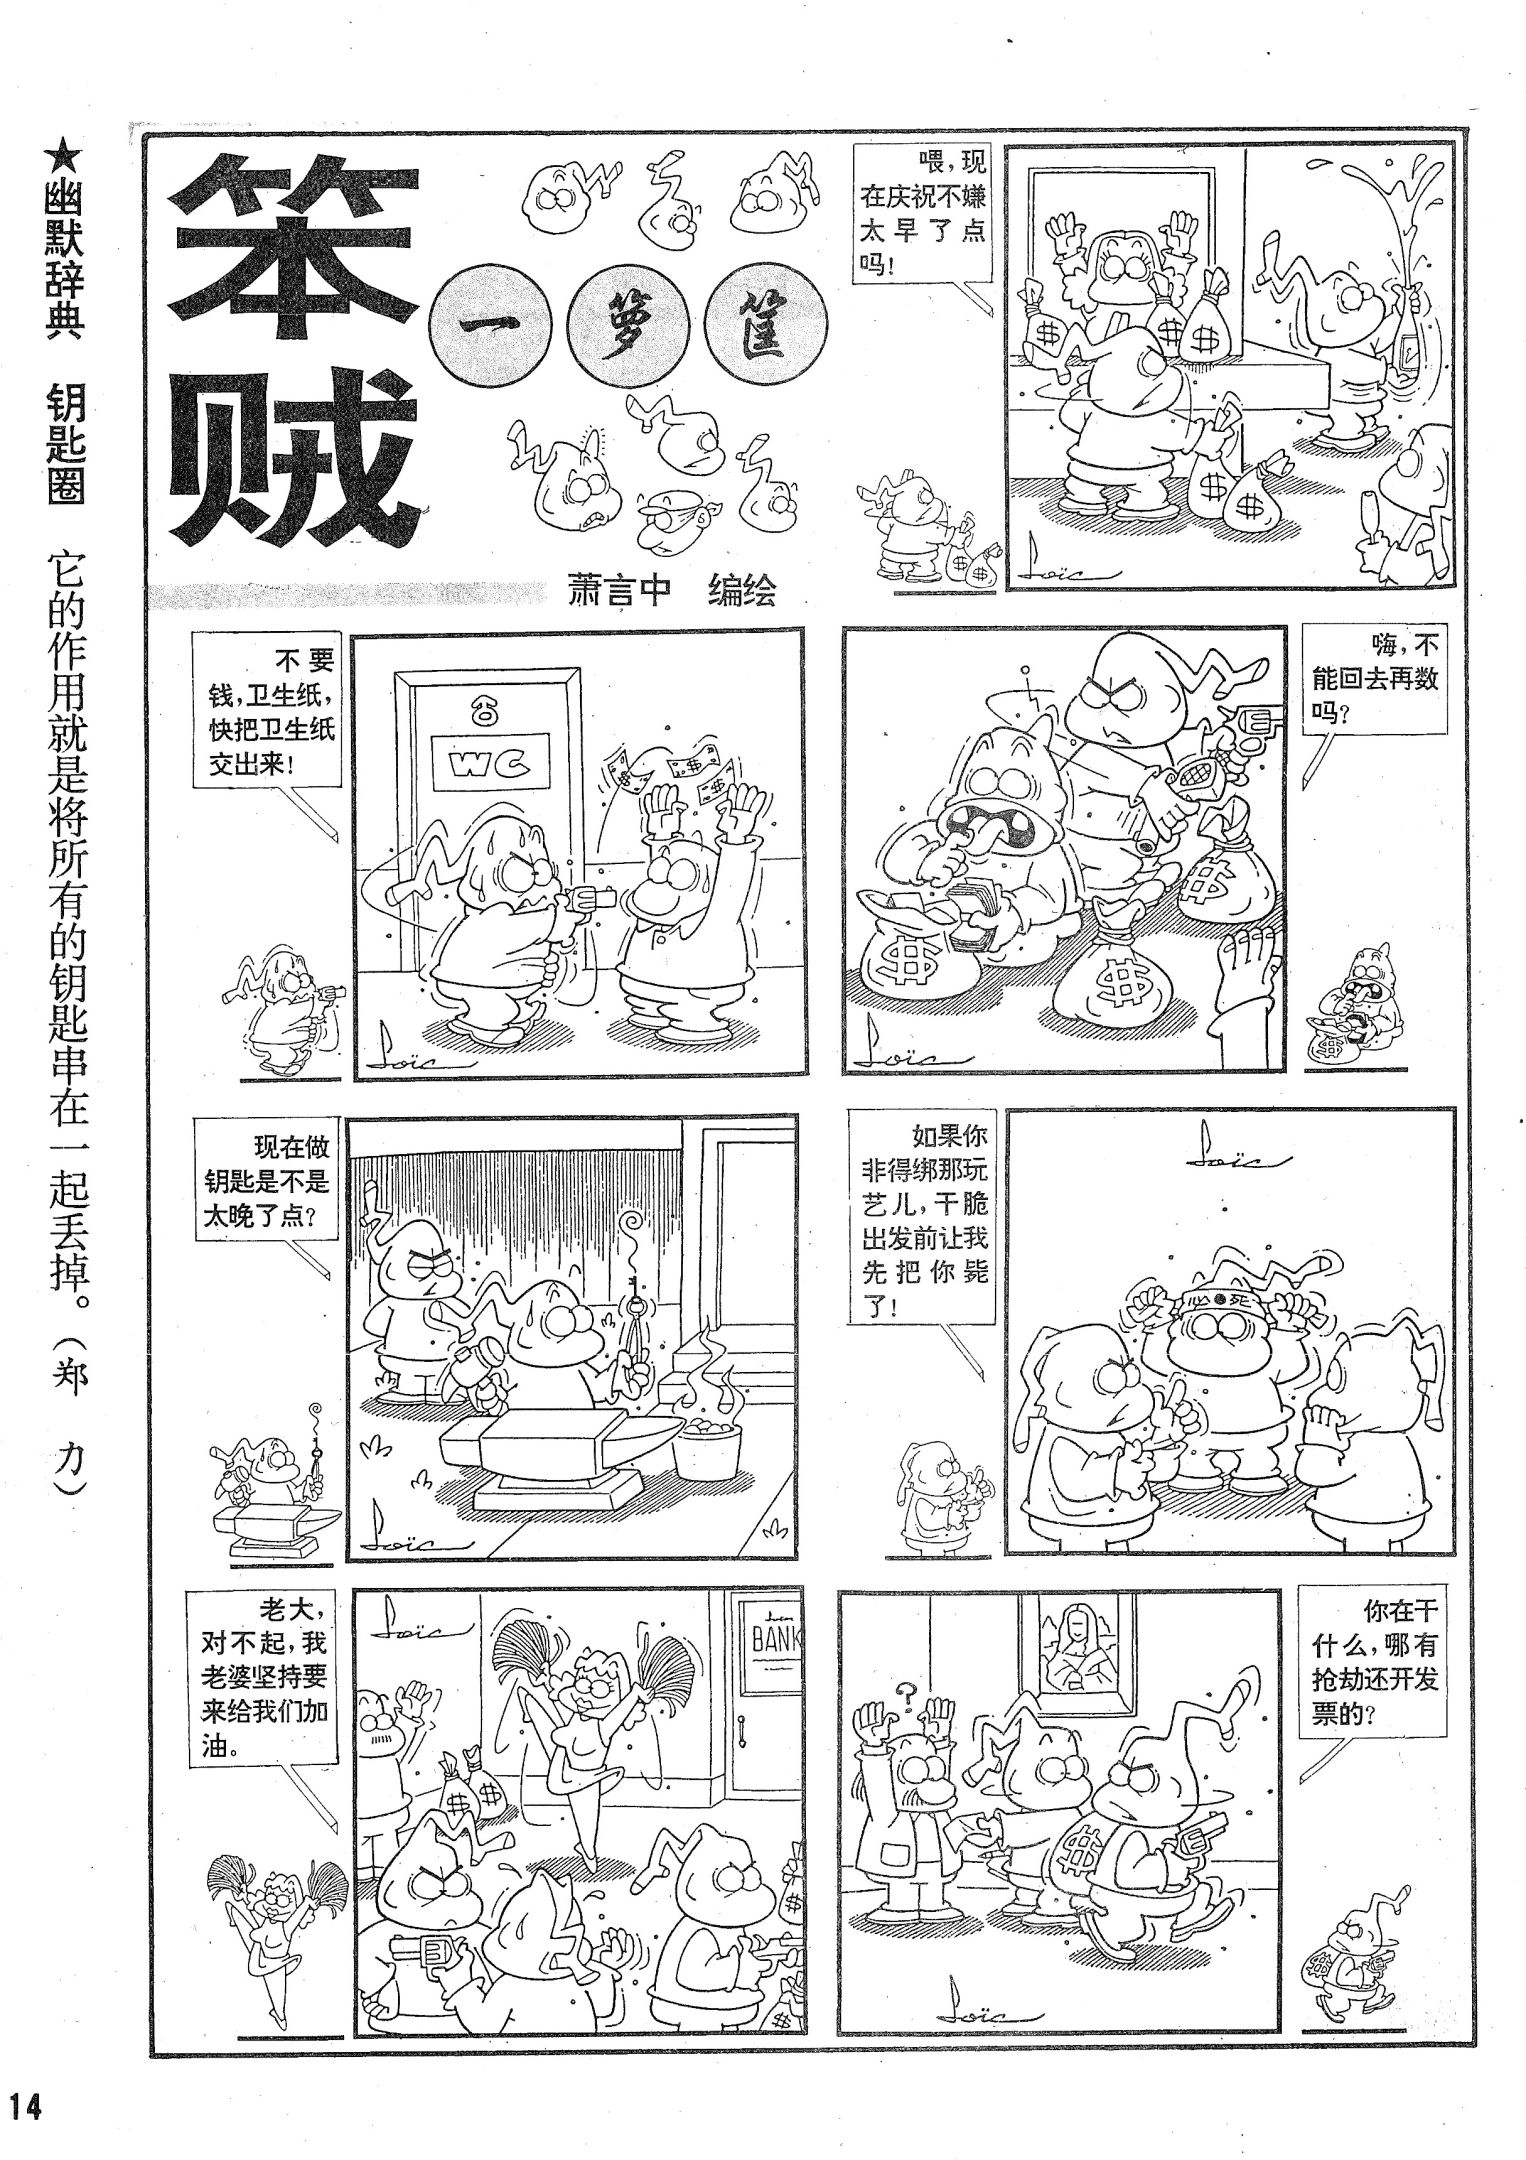 ★幽默辞典 钥匙圈 它的作用就是将所有的钥匙串在一起丢掉。（郑 力）
笨贼
一箩筐
萧言中 编绘
喂,现
在庆祝不嫌
太早了点
吗!
$
$
$
$
$
Loïc
不要
钱,卫生纸,
快把卫生纸
交出来!
WC
$
$
$
Loïc
嗨,不
能回去再数
吗?
$
$
$
Loïc
现在做
钥匙是不是
太晚了点?
Loïc
如果你
非得绑那玩
艺儿,干脆
出发前让我
先把你毙
了!
Loïc
必●死
老大,
对不起,我
老婆坚持要
来给我们加
油。
Loïc
BANK
$
$
$
$
你在干
什么,哪有
抢劫还开发
票的?
?
$
Loïc
14